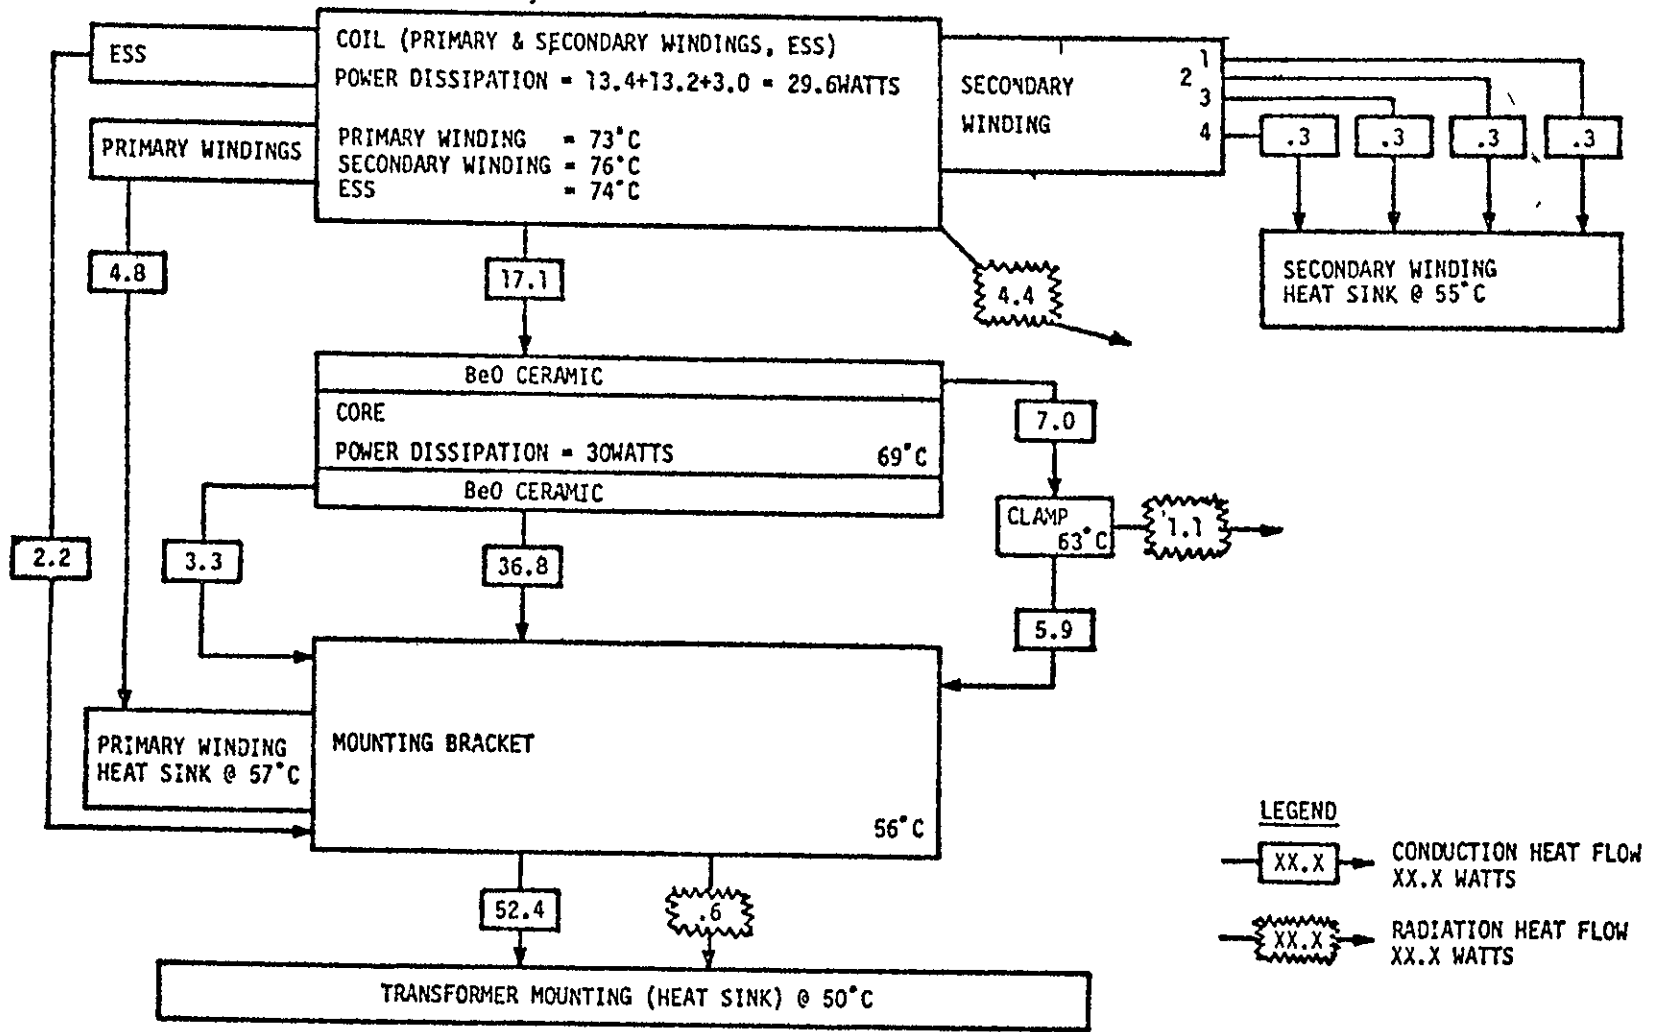 ESS
COIL (PRIMARY & SECONDARY WINDINGS, ESS)
POWER DISSIPATION = 13.4+13.2+3.0 = 29.6WATTS
PRIMARY WINDINGS
PRIMARY WINDING = 73°C
SECONDARY WINDING = 76°C
ESS = 74°C
SECONDARY
WINDING
1
2
3
4
.3
.3
.3
.3
SECONDARY WINDING
HEAT SINK @ 55°C
4.8
17.1
4.4
BeO CERAMIC
CORE
POWER DISSIPATION = 30WATTS
69°C
BeO CERAMIC
7.0
CLAMP
63°C
1.1
2.2
3.3
36.8
5.9
PRIMARY WINDING
HEAT SINK @ 57°C
MOUNTING BRACKET
56°C
52.4
.6
TRANSFORMER MOUNTING (HEAT SINK) @ 50°C
LEGEND
XX.X
CONDUCTION HEAT FLOW
XX.X WATTS
XX.X
RADIATION HEAT FLOW
XX.X WATTS